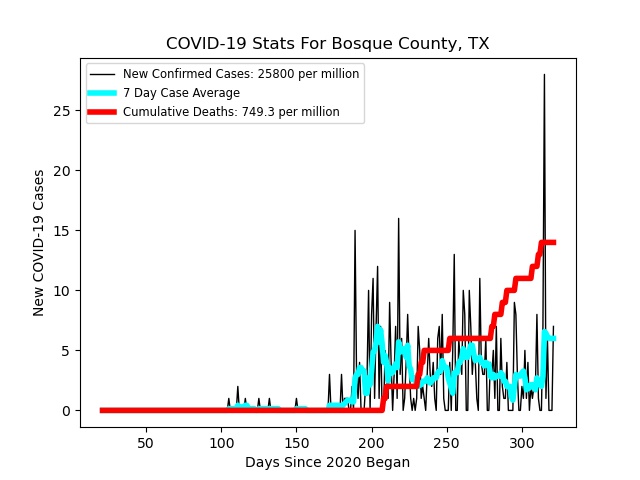 COVID-19 Stats For Bosque County, TX
New Confirmed Cases: 25800 per million
7 Day Case Average
Cumulative Deaths: 749.3 per million
New COVID-19 Cases
25
20
15
10
5
0
50 100 150 200 250 300
Days Since 2020 Began